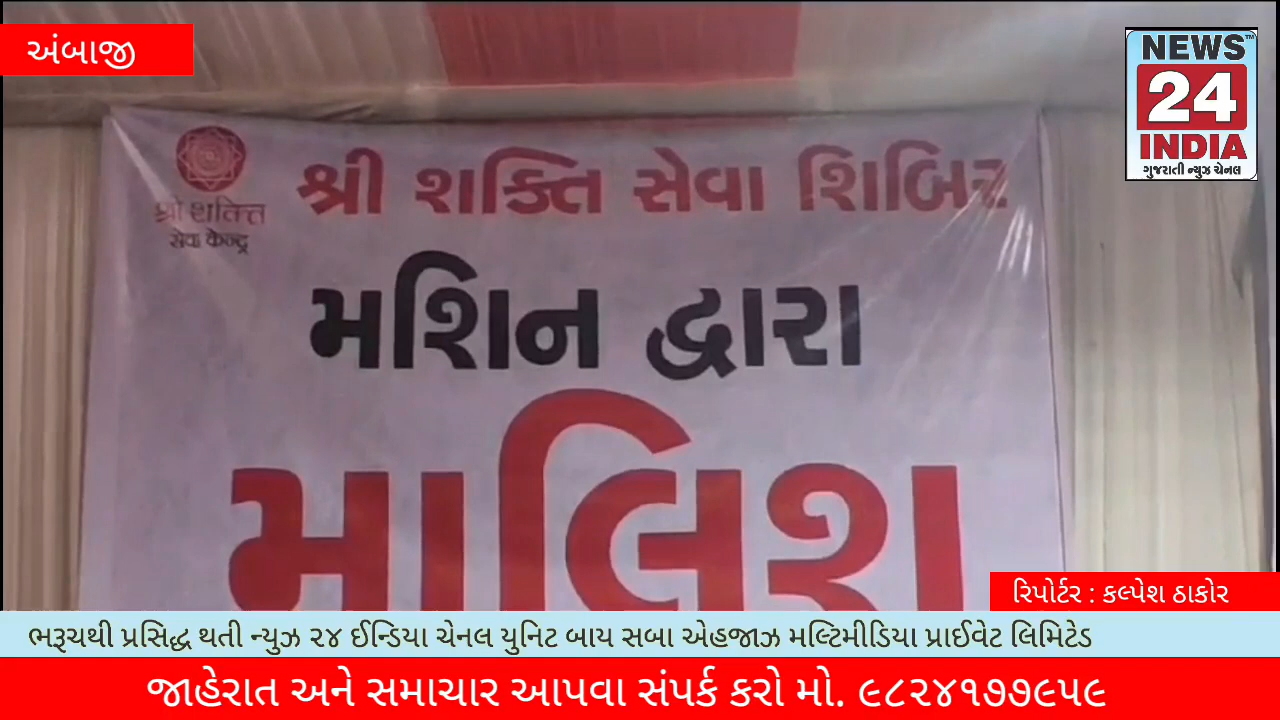 અંબાજી
NEWS™
24
INDIA
ગુજરાતી ન્યુઝ ચેનલ
શ્રી શક્તિ
સેવા કેન્દ્ર
શ્રી શક્તિ સેવા શિબિર
મશિન દ્વારા
માલિશ
રિપોર્ટર : કલ્પેશ ઠાકોર
ભરૂચથી પ્રસિદ્ધ થતી ન્યુઝ ૨૪ ઈન્ડિયા ચેનલ યુનિટ બાય સબા એહજાઝ મલ્ટિમીડિયા પ્રાઈવેટ લિમિટેડ
જાહેરાત અને સમાચાર આપવા સંપર્ક કરો મો. ૯૮૨૪૧૭૭૯૫૯